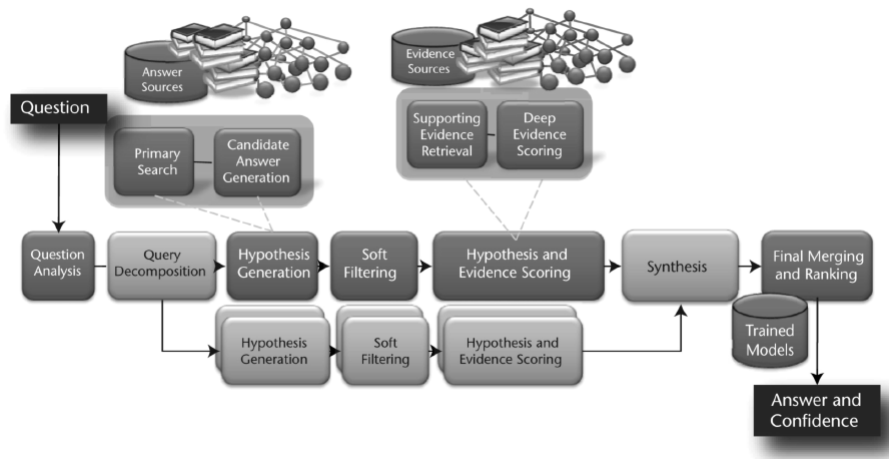 Answer
Sources
Evidence
Sources
Question
Primary
Search
Candidate
Answer
Generation
Supporting
Evidence
Retrieval
Deep
Evidence
Scoring
Question
Analysis
Query
Decomposition
Hypothesis
Generation
Soft
Filtering
Hypothesis and
Evidence Scoring
Synthesis
Final Merging
and Ranking
Trained
Models
Hypothesis
Generation
Soft
Filtering
Hypothesis and
Evidence Scoring
Answer and
Confidence